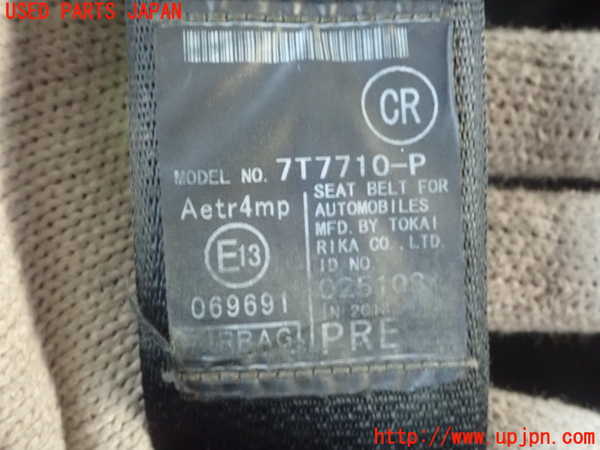 USED PARTS JAPAN
CR
MODEL NO. 7T7710-P
Aetr4mp
E13
069691
SEAT BELT FOR
AUTOMOBILES
MFD. BY TOKAI
RIKA CO., LTD.
ID NO
IN
PRE
http://www.upjpn.com